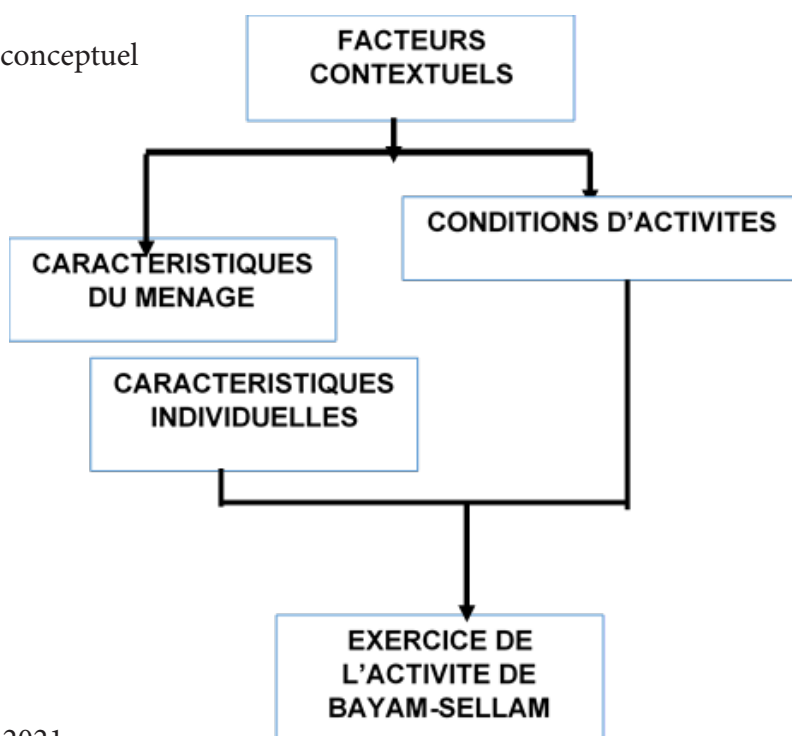 conceptuel
FACTEURS
CONTEXTUELS
CONDITIONS D'ACTIVITES
CARACTERISTIQUES
DU MENAGE
CARACTERISTIQUES
INDIVIDUELLES
EXERCICE DE
L'ACTIVITE DE
BAYAM-SELLAM